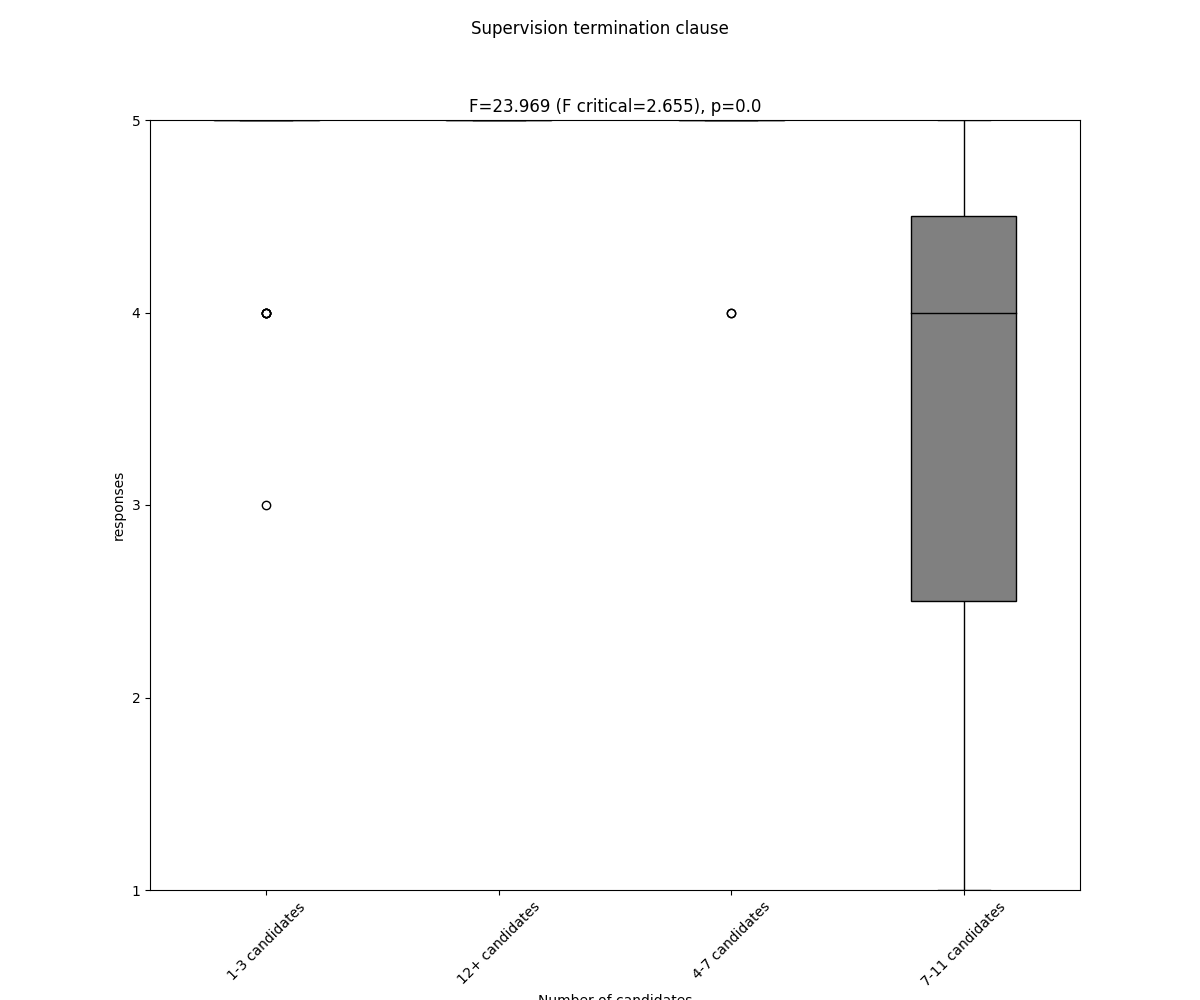 Supervision termination clause
F=23.969 (F critical=2.655), p=0.0
5
4
3
2
1
responses
1-3 candidates
12+ candidates
4-7 candidates
7-11 candidates
Number of candidates